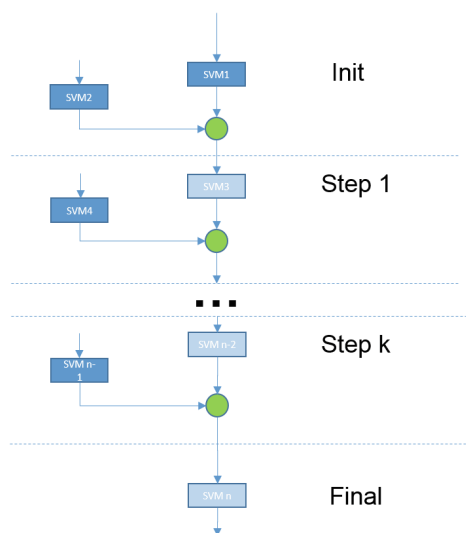 SVM1
Init
SVM2
SVM3
Step 1
SVM4
...
SVM n-2
Step k
SVM n-
1
SVM n
Final